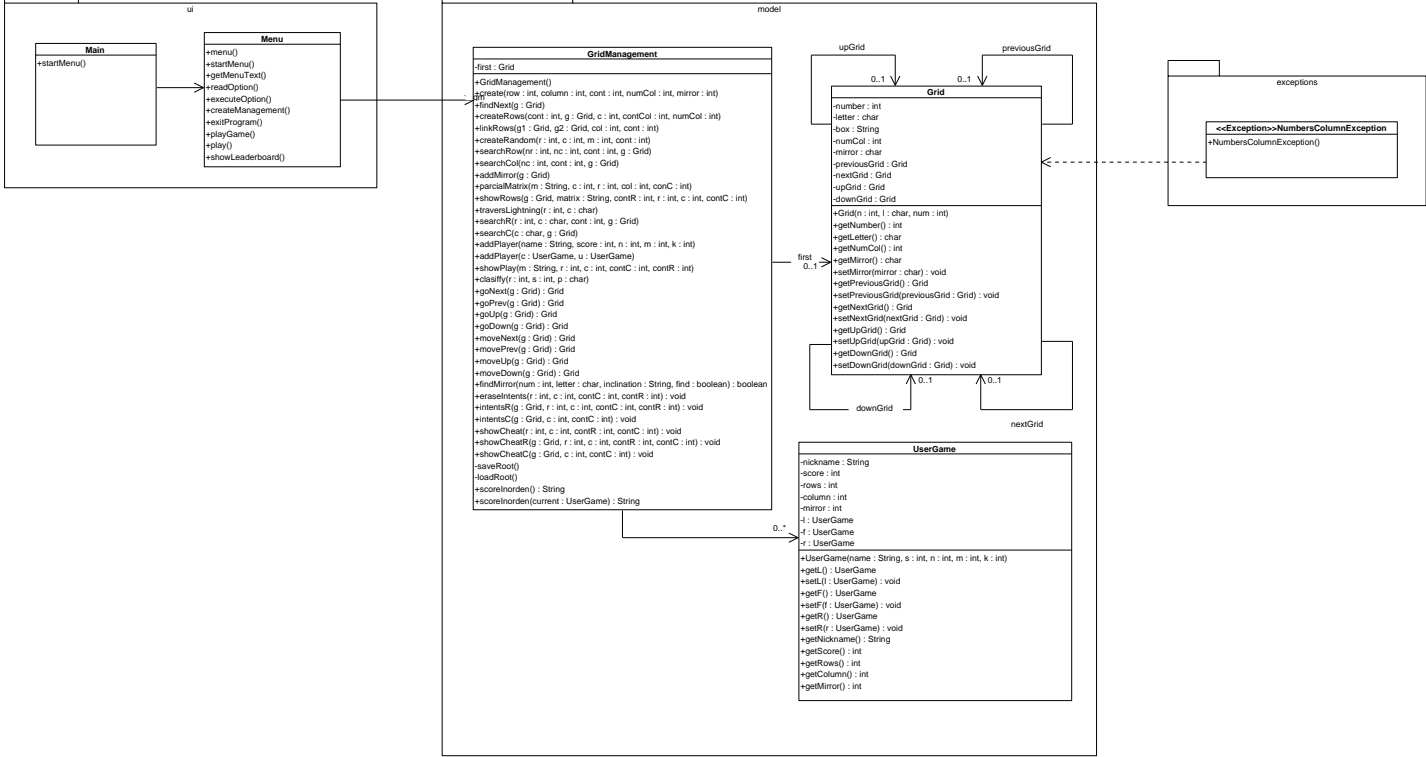 ui
Main
+startMenu()
Menu
+menu()
+startMenu()
+getMenuText()
+readOption()
+executeOption()
+createManagement()
+exitProgram()
+playGame()
+play()
+showLeaderboard()
model
GridManagement
-first : Grid
+GridManagement()
+create(row : int, column : int, cont : int, numCol : int, mirror : int)
gm
+findNext(g : Grid)
+createRows(cont : int, g : Grid, c : int, contCol : int, numCol : int)
+linkRows(g1 : Grid, g2 : Grid, col : int, cont : int)
+createRandom(r : int, c : int, m : int, cont : int)
+searchRow(nr : int, nc : int, cont : int, g : Grid)
+searchCol(nc : int, cont : int, g : Grid)
+addMirror(g : Grid)
+parcialMatrix(m : String, c : int, r : int, col : int, conC : int)
+showRows(g : Grid, matrix : String, contR : int, r : int, c : int, contC : int)
+traversLightning(r : int, c : char)
+searchR(r : int, c : char, cont : int, g : Grid)
+searchC(c : char, g : Grid)
+addPlayer(name : String, score : int, n : int, m : int, k : int)
+addPlayer(c : UserGame, u : UserGame)
+showPlay(m : String, r : int, c : int, contC : int, contR : int)
+clasiffy(r : int, s : int, p : char)
+goNext(g : Grid) : Grid
+goPrev(g : Grid) : Grid
+goUp(g : Grid) : Grid
+goDown(g : Grid) : Grid
+moveNext(g : Grid) : Grid
+movePrev(g : Grid) : Grid
+moveUp(g : Grid) : Grid
+moveDown(g : Grid) : Grid
+findMirror(num : int, letter : char, inclination : String, find : boolean) : boolean
+eraseIntents(r : int, c : int, contC : int, contR : int) : void
+intentsR(g : Grid, r : int, c : int, contC : int, contR : int) : void
+intentsC(g : Grid, c : int, contC : int) : void
+showCheat(r : int, c : int, contR : int, contC : int) : void
+showCheatR(g : Grid, r : int, c : int, contR : int, contC : int) : void
+showCheatC(g : Grid, c : int, contC : int) : void
-saveRoot()
-loadRoot()
+scoreInorden() : String
+scoreInorden(current : UserGame) : String
upGrid
previousGrid
0..1
0..1
Grid
-number : int
-letter : char
-box : String
-numCol : int
-mirror : char
-previousGrid : Grid
-nextGrid : Grid
-upGrid : Grid
-downGrid : Grid
+Grid(n : int, l : char, num : int)
+getNumber() : int
+getLetter() : char
+getNumCol() : int
+getMirror() : char
+setMirror(mirror : char) : void
+getPreviousGrid() : Grid
+setPreviousGrid(previousGrid : Grid) : void
+getNextGrid() : Grid
+setNextGrid(nextGrid : Grid) : void
+getUpGrid() : Grid
+setUpGrid(upGrid : Grid) : void
+getDownGrid() : Grid
+setDownGrid(downGrid : Grid) : void
first
0..1
0..1
0..1
downGrid
nextGrid
0..*
UserGame
-nickname : String
-score : int
-rows : int
-column : int
-mirror : int
-l : UserGame
-f : UserGame
-r : UserGame
+UserGame(name : String, s : int, n : int, m : int, k : int)
+getL() : UserGame
+setL(l : UserGame) : void
+getF() : UserGame
+setF(f : UserGame) : void
+getR() : UserGame
+setR(r : UserGame) : void
+getNickname() : String
+getScore() : int
+getRows() : int
+getColumn() : int
+getMirror() : int
exceptions
<<Exception>>NumbersColumnException
+NumbersColumnException()